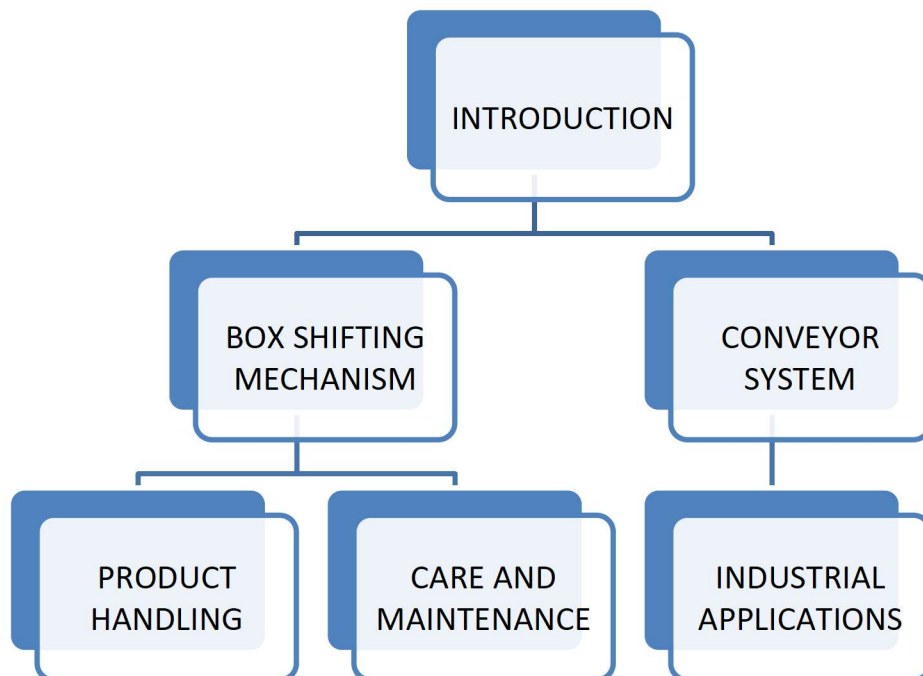 INTRODUCTION
BOX SHIFTING
MECHANISM
CONVEYOR
SYSTEM
PRODUCT
HANDLING
CARE AND
MAINTENANCE
INDUSTRIAL
APPLICATIONS